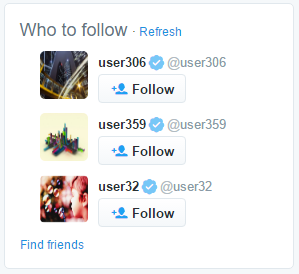 Who to follow · Refresh
user306 @user306
Follow
user359 @user359
Follow
user32 @user32
Follow
Find friends